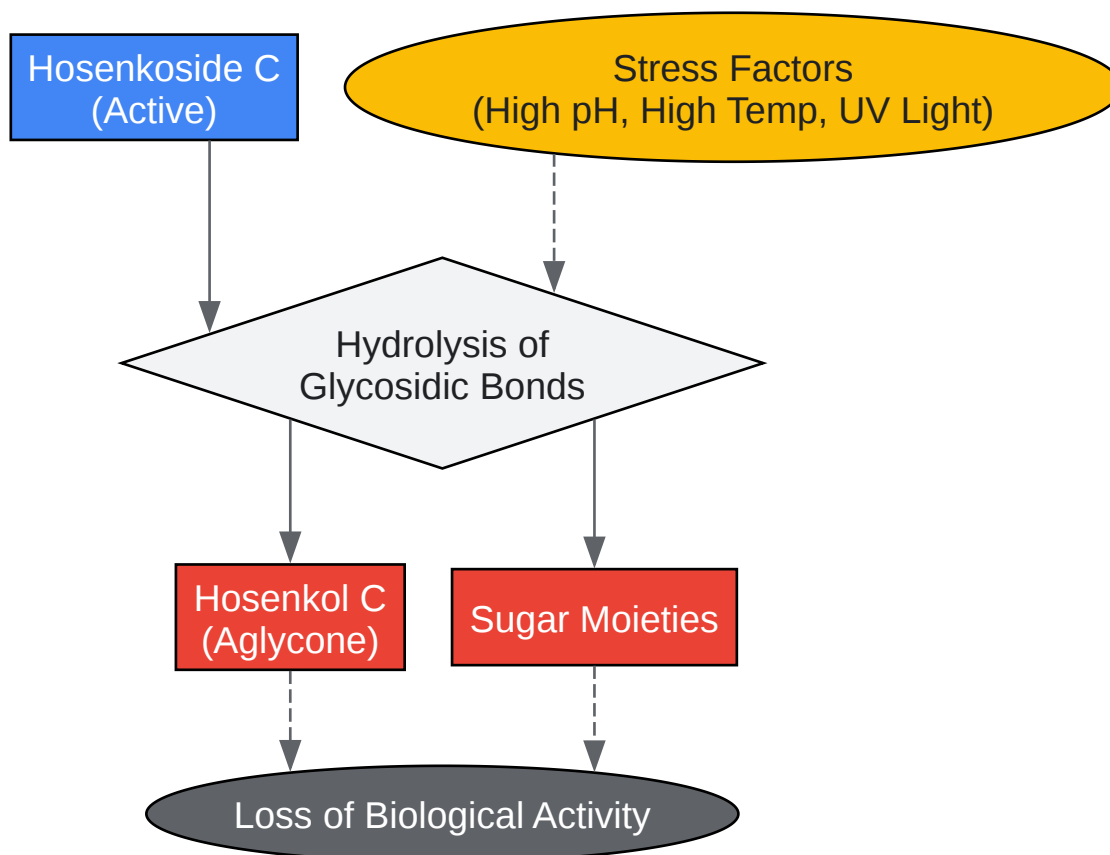 Hosenkoside C
(Active)
Stress Factors
(High pH, High Temp, UV Light)
Hydrolysis of
Glycosidic Bonds
Hosenkol C
(Aglycone)
Sugar Moieties
Loss of Biological Activity